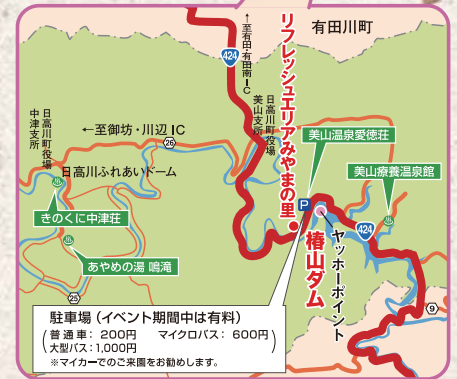 有田川町
←至有田・有田南IC
424
リフレッシュエリアみやまの里
日高川町役場
美山支所
日高川町役場
中津支所
←至御坊・川辺IC
26
美山温泉愛徳荘
日高川ふれあいドーム
美山療養温泉館
P
きのくに中津荘
424
ヤッホーポイント
椿山ダム
あやめの湯 鳴滝
25
9
駐車場（イベント期間中は有料）
普通車：200円　マイクロバス：600円
大型バス：1,000円
※マイカーでのご来園をお勧めします。